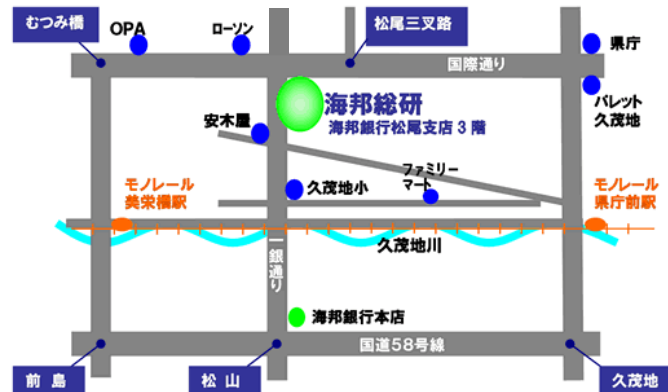 むつみ橋
OPA
ローソン
松尾三叉路
県庁
国際通り
パレット
久茂地
海邦総研
海邦銀行松尾支店3階
安木屋
ファミリー
マート
久茂地小
モノレール
美栄橋駅
モノレール
県庁前駅
久茂地川
一銀通り
海邦銀行本店
国道58号線
前島
松山
久茂地